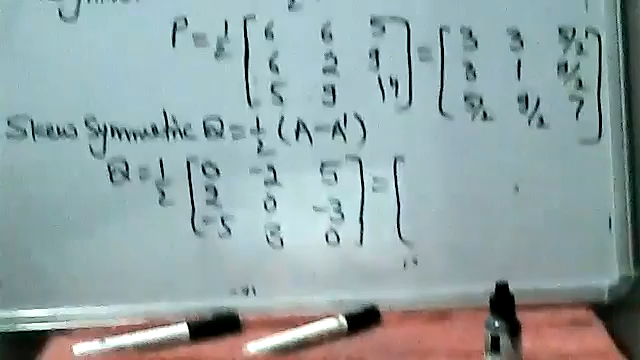 P = 1/2 [ 6 6 5 ] = [ 3 3 5/2 ]
[ 6 2 9 ] [ 3 1 9/2 ]
[ 5 9 14 ] [ 5/2 9/2 7 ]
Skew Symmetric Q = 1/2 (A-A')
Q = 1/2 [ 0 -2 5 ] = [
[ 2 0 -3 ]
[ -5 3 0 ]